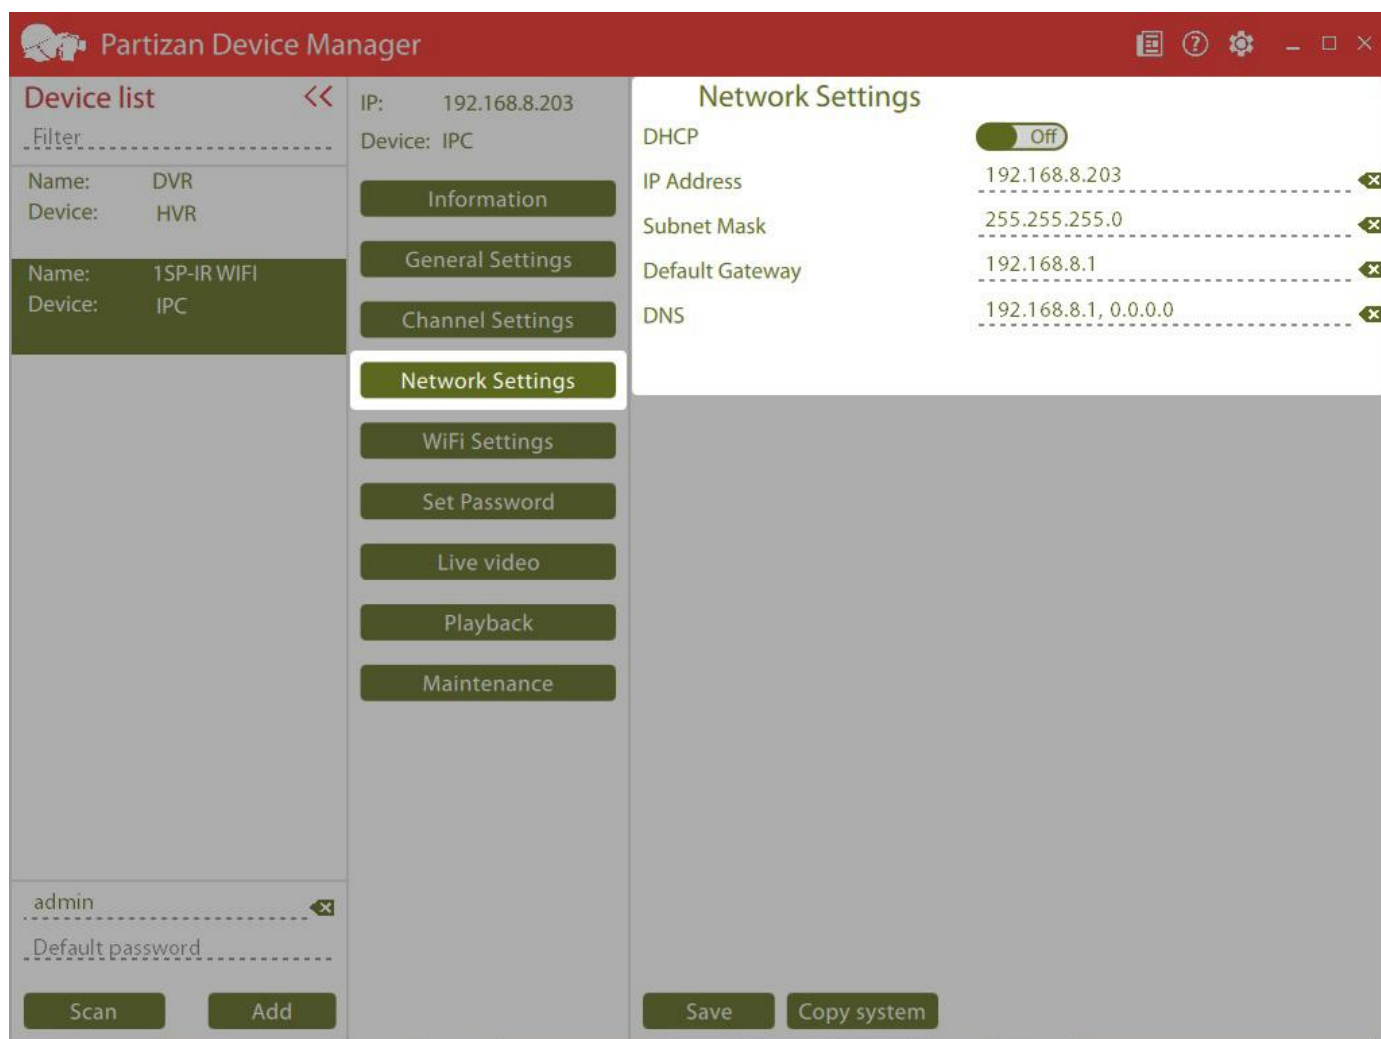 Partizan Device Manager
Device list <<
Filter
Name: DVR
Device: HVR
Name: 1SP-IR WIFI
Device: IPC
admin
Default password
Scan Add
IP: 192.168.8.203
Device: IPC
Information
General Settings
Channel Settings
Network Settings
WiFi Settings
Set Password
Live video
Playback
Maintenance
Network Settings
DHCP Off
IP Address 192.168.8.203
Subnet Mask 255.255.255.0
Default Gateway 192.168.8.1
DNS 192.168.8.1, 0.0.0.0
Save Copy system